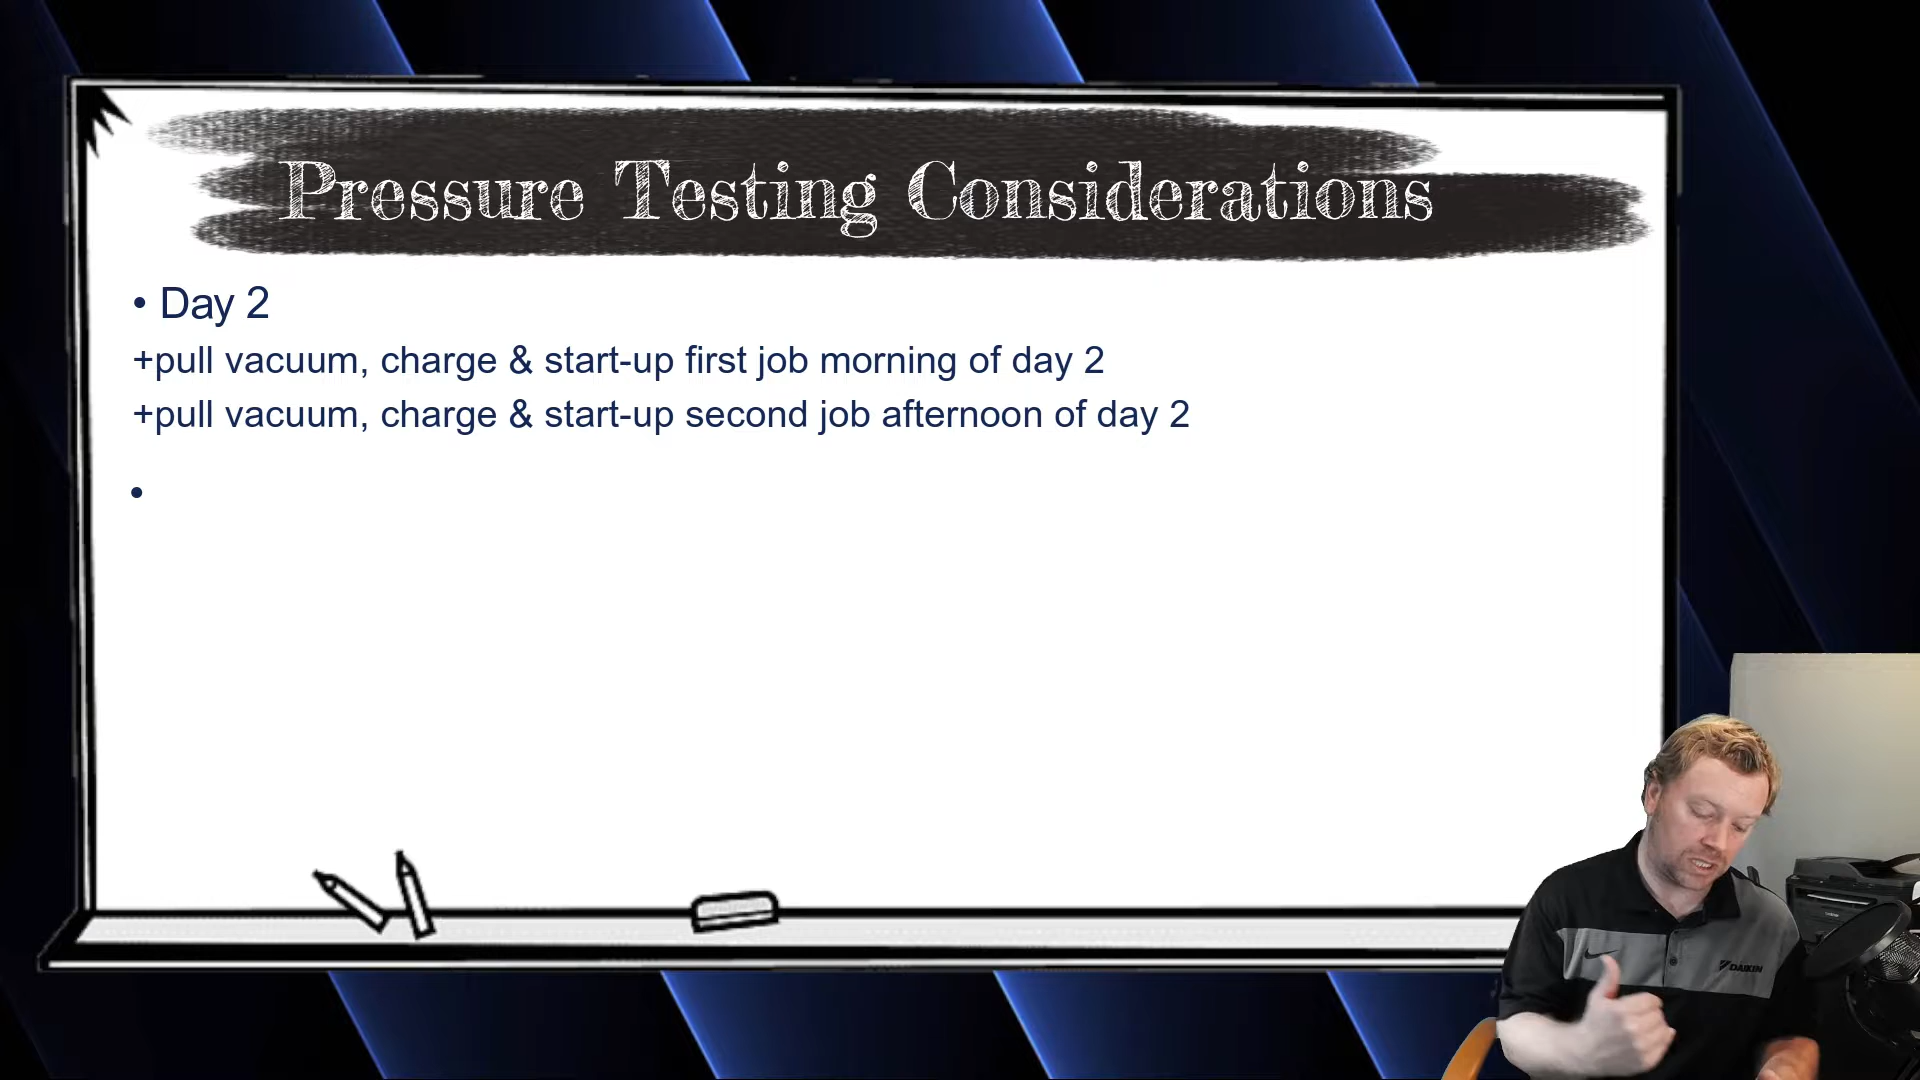 Pressure Testing Considerations
• Day 2
+pull vacuum, charge & start-up first job morning of day 2
+pull vacuum, charge & start-up second job afternoon of day 2
•
DAIKIN